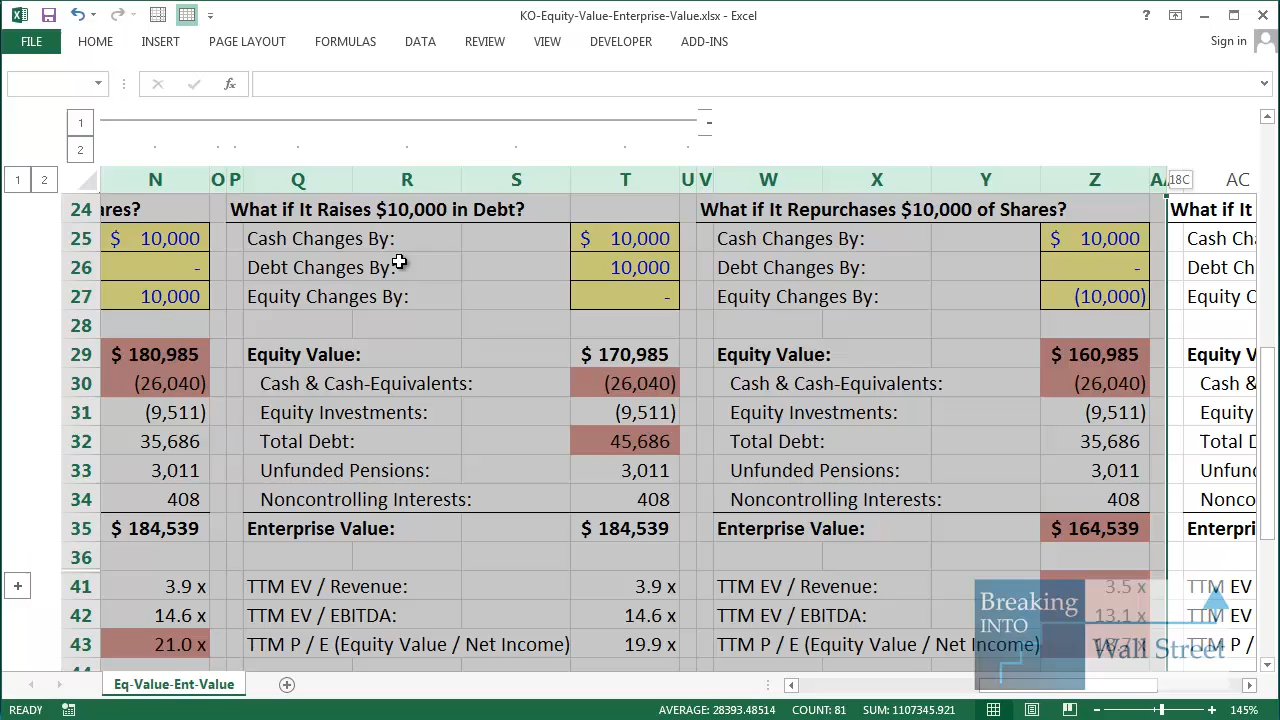 KO-Equity-Value-Enterprise-Value.xlsx - Excel
FILE HOME INSERT PAGE LAYOUT FORMULAS DATA REVIEW VIEW DEVELOPER ADD-INS Sign in
fx
1
2
1 2 N O P Q R S T U V W X Y Z 18C AC
24 ares? What if It Raises $10,000 in Debt? What if It Repurchases $10,000 of Shares? What if It
25 $ 10,000 Cash Changes By: $ 10,000 Cash Changes By: $ 10,000 Cash Ch
26 - Debt Changes By: 10,000 Debt Changes By: - Debt Ch
27 10,000 Equity Changes By: - Equity Changes By: (10,000) Equity C
28
29 $ 180,985 Equity Value: $ 170,985 Equity Value: $ 160,985 Equity V
30 (26,040) Cash & Cash-Equivalents: (26,040) Cash & Cash-Equivalents: (26,040) Cash &
31 (9,511) Equity Investments: (9,511) Equity Investments: (9,511) Equity
32 35,686 Total Debt: 45,686 Total Debt: 35,686 Total D
33 3,011 Unfunded Pensions: 3,011 Unfunded Pensions: 3,011 Unfund
34 408 Noncontrolling Interests: 408 Noncontrolling Interests: 408 Nonco
35 $ 184,539 Enterprise Value: $ 184,539 Enterprise Value: $ 164,539 Enterpri
36
41 3.9 x TTM EV / Revenue: 3.9 x TTM EV / Revenue: 3.5 x TTM EV
42 14.6 x TTM EV / EBITDA: 14.6 x TTM EV / EBITDA: 13.1 x TTM EV
43 21.0 x TTM P / E (Equity Value / Net Income) 19.9 x TTM P / E (Equity Value / Net Income) TTM P /
Breaking
INTO
Wall Street
Eq-Value-Ent-Value
READY AVERAGE: 28393.48514 COUNT: 81 SUM: 1107345.921 145%